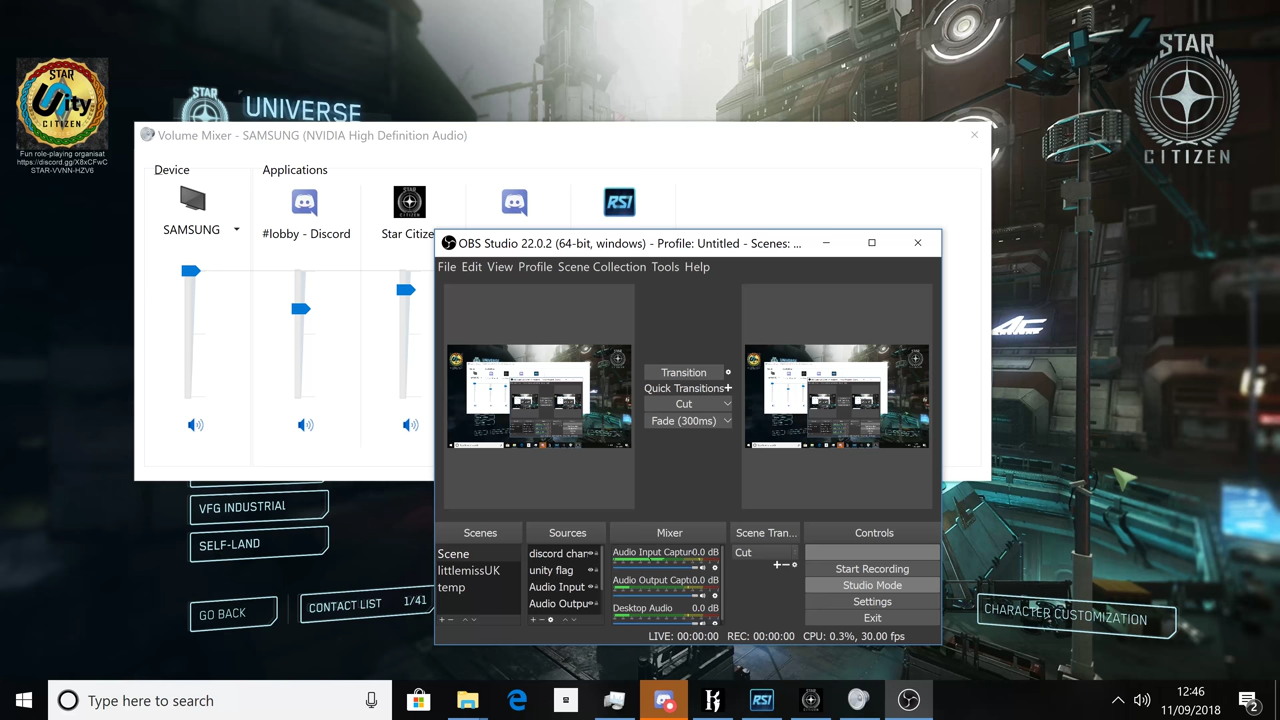 STAR
Unity
CITIZEN
Fun role-playing organisat
https://discord.gg/X8xCFwC
STAR-VVNN-HZV6
STAR
UNIVERSE
STAR
CITIZEN
Volume Mixer - SAMSUNG (NVIDIA High Definition Audio)
Device
Applications
SAMSUNG
#lobby - Discord
Star Citize
RSI
OBS Studio 22.0.2 (64-bit, windows) - Profile: Untitled - Scenes: ...
File Edit View Profile Scene Collection Tools Help
Transition
Quick Transitions
Cut
Fade (300ms)
Scenes
Sources
Mixer
Scene Tran...
Controls
Scene
littlemissUK
temp
discord chan
unity flag
Audio Input
Audio Outpu
Audio Input Captur 0.0 dB
Audio Output Captu 0.0 dB
Desktop Audio 0.0 dB
Cut
Start Recording
Studio Mode
Settings
Exit
LIVE: 00:00:00 REC: 00:00:00 CPU: 0.3%, 30.00 fps
VFG INDUSTRIAL
SELF-LAND
GO BACK
CONTACT LIST 1/41
CHARACTER CUSTOMIZATION
Type here to search
RSI
12:46
11/09/2018
2